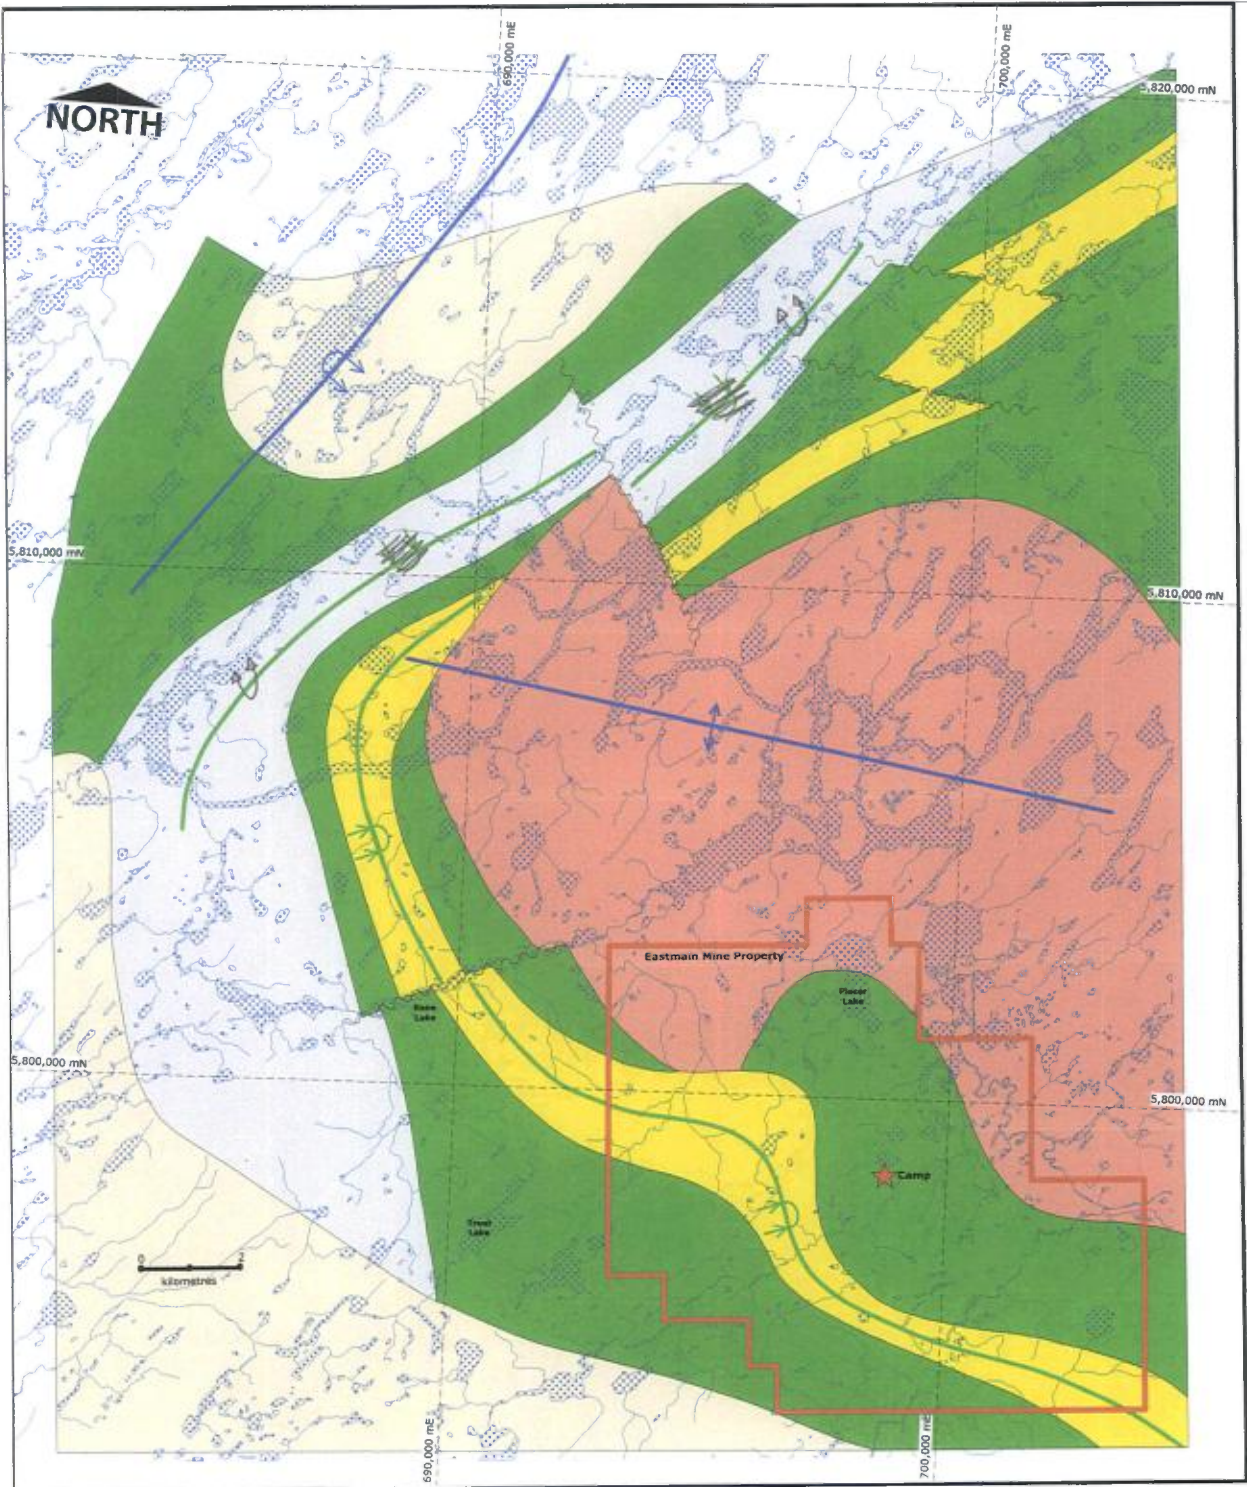 690,000 mE
700,000 mE
5,820,000 mN
NORTH
5,810,000 mN
5,810,000 mN
Eastmain Mine Property
Placer
Lake
Lake
5,800,000 mN
5,800,000 mN
Camp
Lake
0 2
kilometres
690,000 mE
700,000 mE